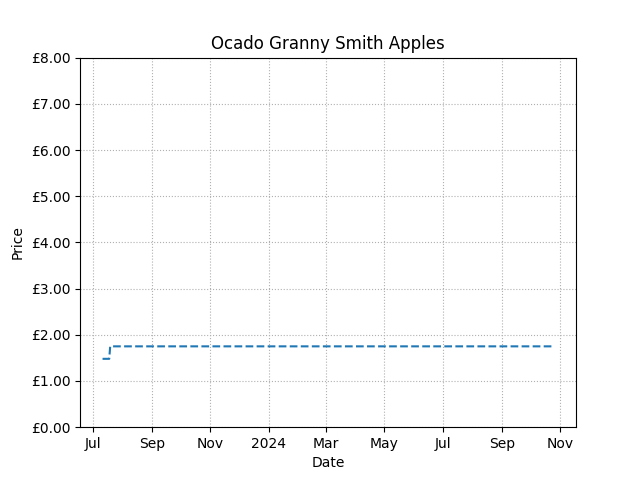 Ocado Granny Smith Apples
£8.00
£7.00
£6.00
£5.00
£4.00
£3.00
£2.00
£1.00
£0.00
Price
Jul Sep Nov 2024 Mar May Jul Sep Nov
Date